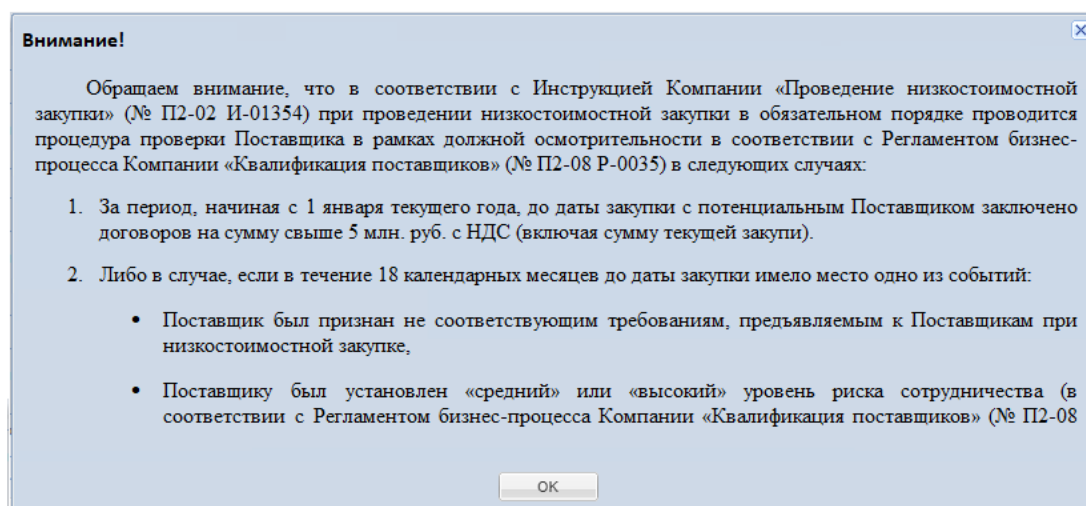 Внимание!
Обращаем внимание, что в соответствии с Инструкцией Компании «Проведение низкостоимостной
закупки» (№ П2-02 И-01354) при проведении низкостоимостной закупки в обязательном порядке проводится
процедура проверки Поставщика в рамках должной осмотрительности в соответствии с Регламентом бизнес-
процесса Компании «Квалификация поставщиков» (№ П2-08 Р-0035) в следующих случаях:
1. За период, начиная с 1 января текущего года, до даты закупки с потенциальным Поставщиком заключено
договоров на сумму свыше 5 млн. руб. с НДС (включая сумму текущей закупи).
2. Либо в случае, если в течение 18 календарных месяцев до даты закупки имело место одно из событий:
• Поставщик был признан не соответствующим требованиям, предъявляемым к Поставщикам при
низкостоимостной закупке,
• Поставщику был установлен «средний» или «высокий» уровень риска сотрудничества (в
соответствии с Регламентом бизнес-процесса Компании «Квалификация поставщиков» (№ П2-08
OK